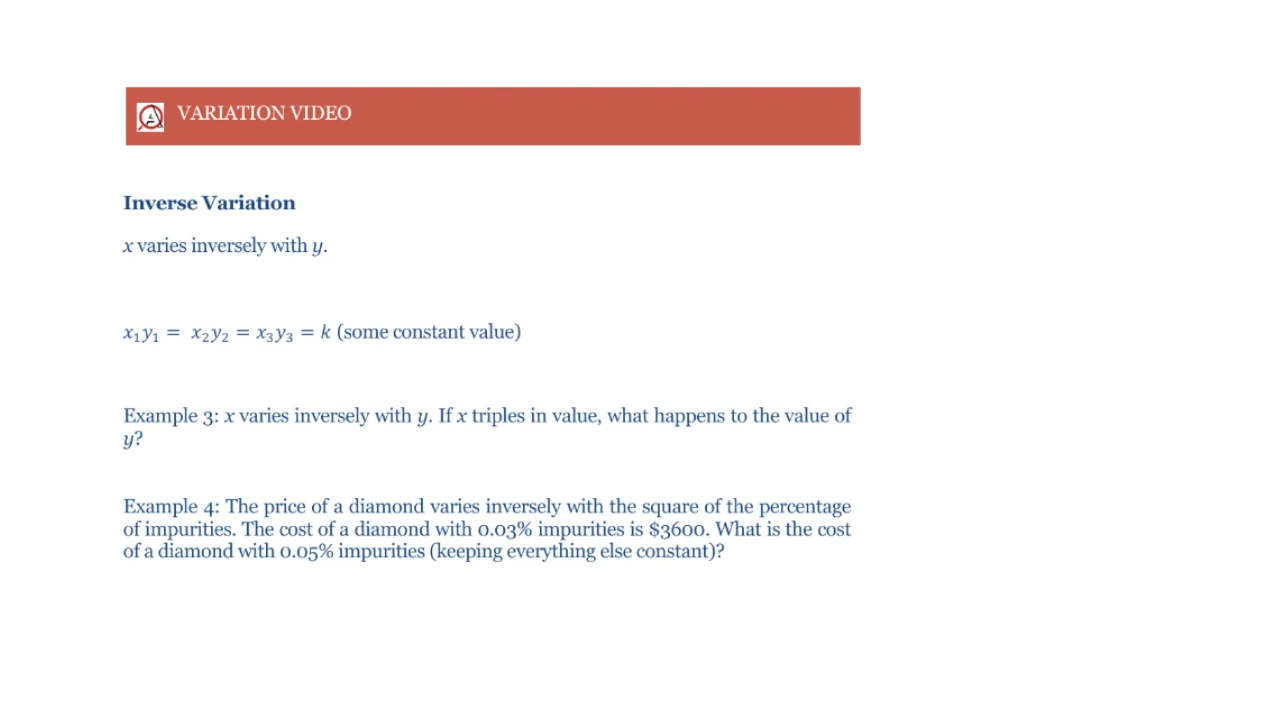 VARIATION VIDEO
Inverse Variation
x varies inversely with y.
x₁y₁ = x₂y₂ = x₃y₃ = k (some constant value)
Example 3: x varies inversely with y. If x triples in value, what happens to the value of
y?
Example 4: The price of a diamond varies inversely with the square of the percentage
of impurities. The cost of a diamond with 0.03% impurities is $3600. What is the cost
of a diamond with 0.05% impurities (keeping everything else constant)?